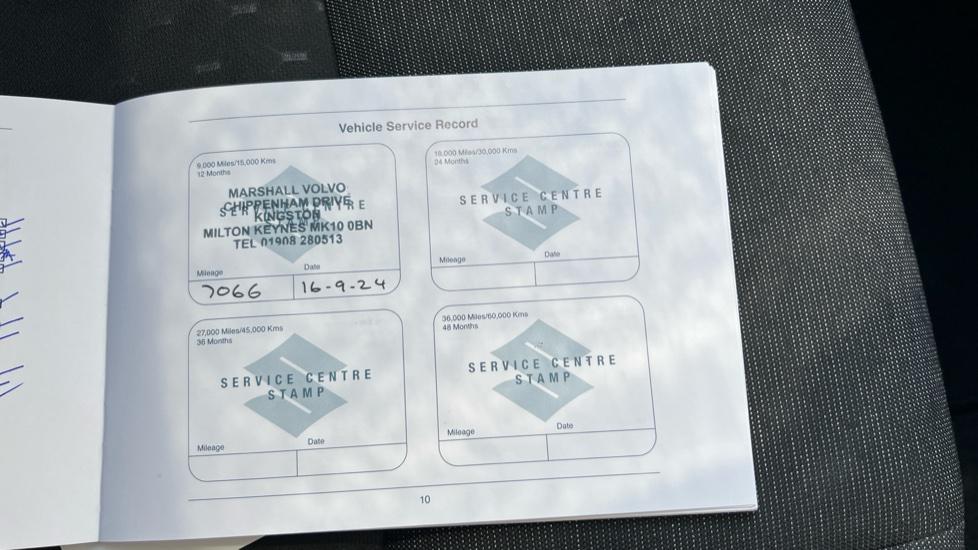 Vehicle Service Record
9,000 Miles/15,000 Kms
12 Months
SERVICE CENTRE
STAMP
MARSHALL VOLVO
CHIPPENHAM DRIVE
KINGSTON
MILTON KEYNES MK10 0BN
TEL 01908 280513
Mileage
Date
7066
16-9-24
18,000 Miles/30,000 Kms
24 Months
SERVICE CENTRE
STAMP
Mileage
Date
27,000 Miles/45,000 Kms
36 Months
SERVICE CENTRE
STAMP
Mileage
Date
36,000 Miles/60,000 Kms
48 Months
SERVICE CENTRE
STAMP
Mileage
Date
10